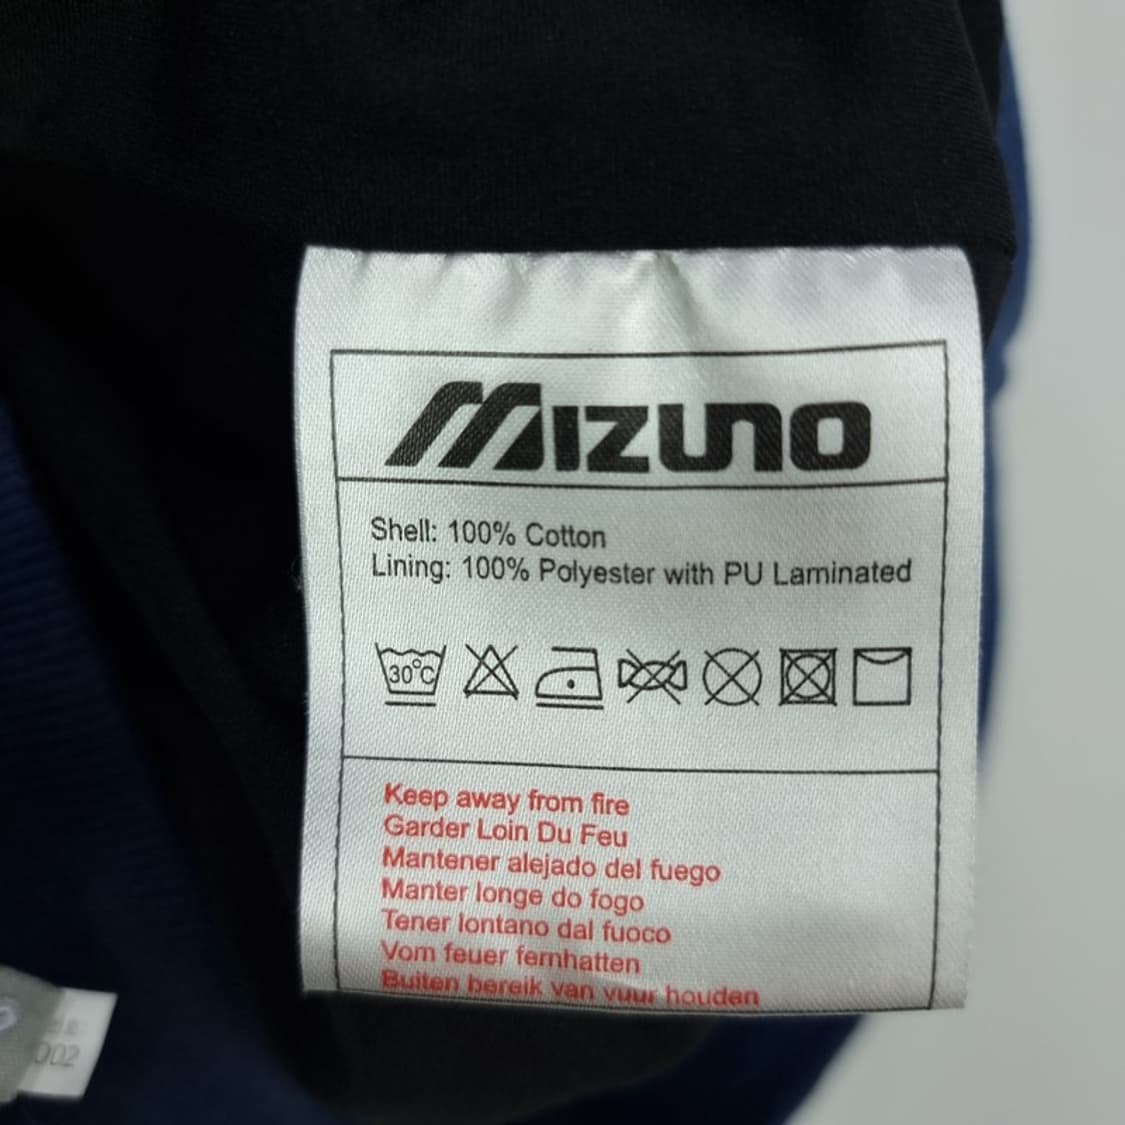 MIZUNO
Shell: 100% Cotton
Lining: 100% Polyester with PU Laminated
30°C
Keep away from fire
Garder Loin Du Feu
Mantener alejado del fuego
Manter longe do fogo
Tener lontano dal fuoco
Vom feuer fernhatten
Buiten bereik van vuur houden
002